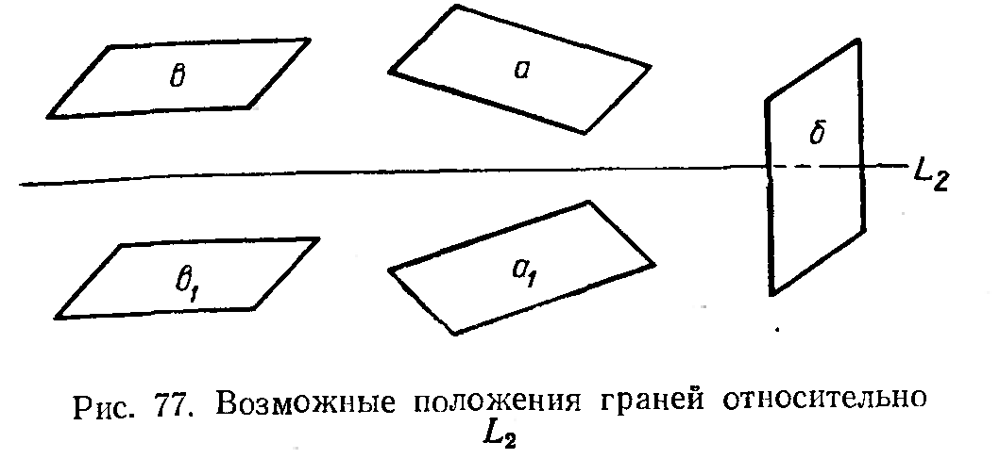 в а б
L₂
в₁ а₁
Рис. 77. Возможные положения граней относительно
L₂